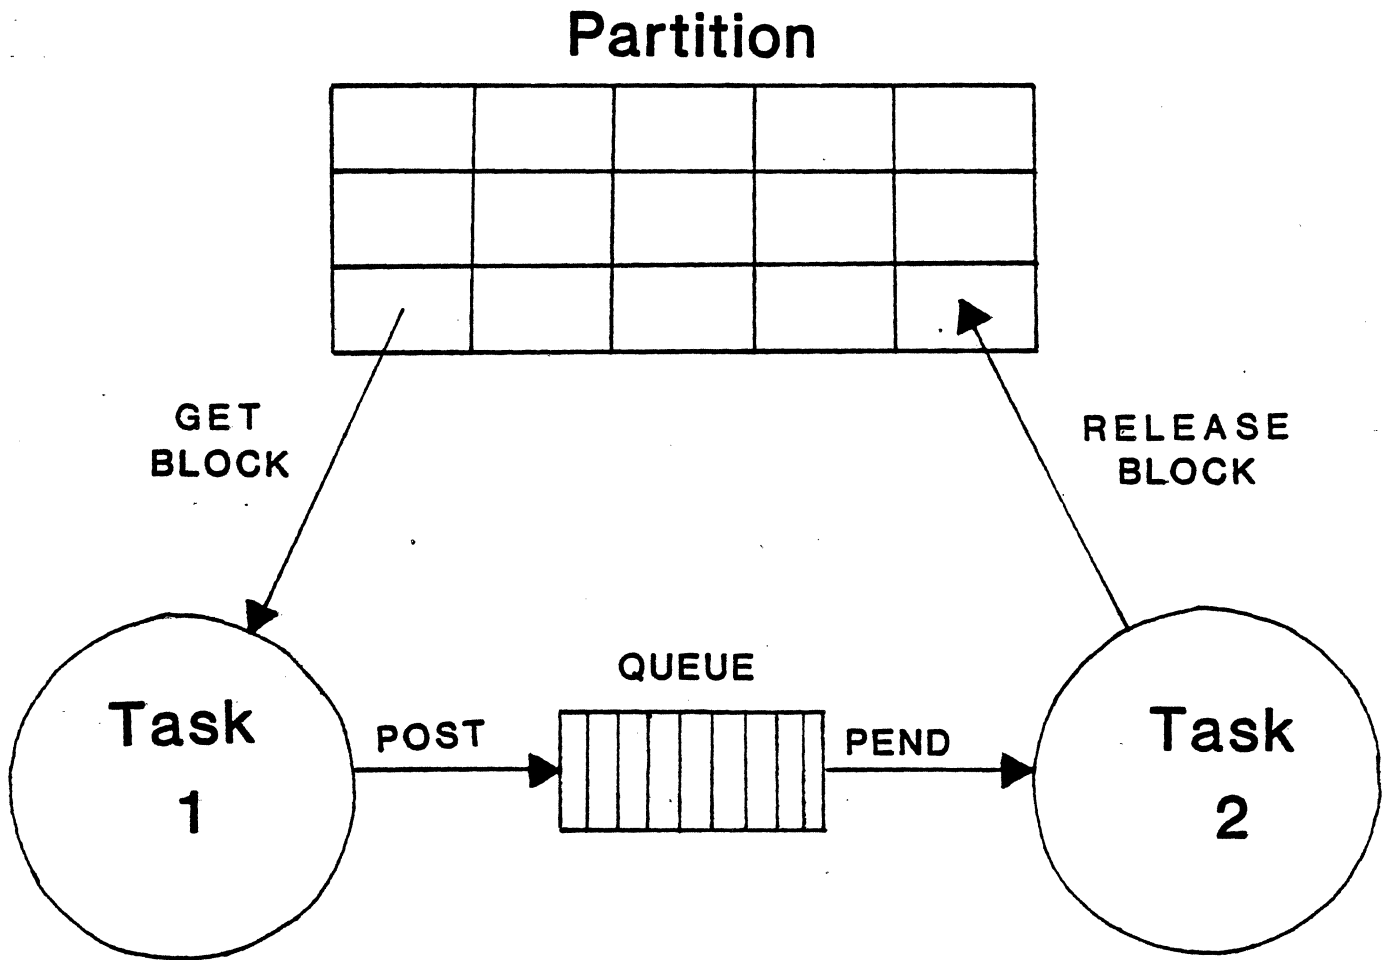 Partition
GET
BLOCK
RELEASE
BLOCK
QUEUE
POST
PEND
Task
1
Task
2